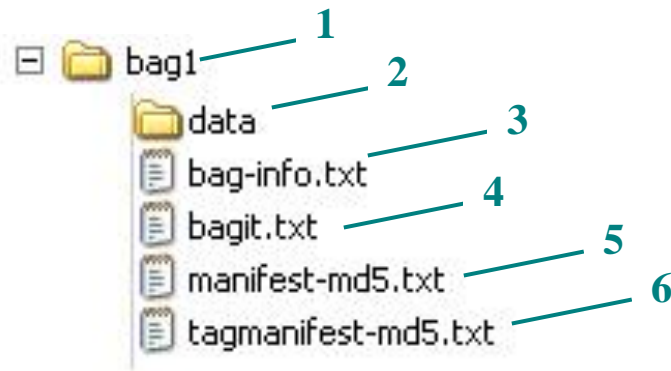 bag1 1
data 2
bag-info.txt 3
bagit.txt 4
manifest-md5.txt 5
tagmanifest-md5.txt 6